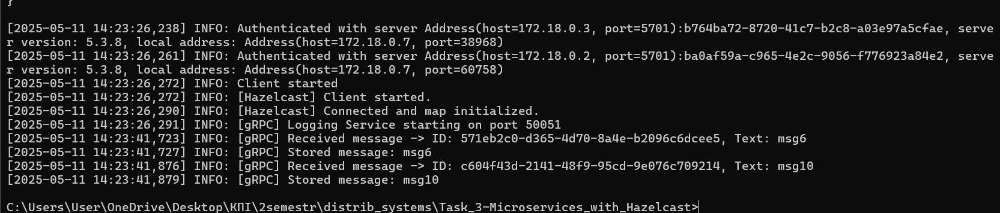 }
[2025-05-11 14:23:26,238] INFO: Authenticated with server Address(host=172.18.0.3, port=5701):b764ba72-8720-41c7-b2c8-a03e97a5cfae, serve
r version: 5.3.8, local address: Address(host=172.18.0.7, port=38968)
[2025-05-11 14:23:26,261] INFO: Authenticated with server Address(host=172.18.0.2, port=5701):ba0af59a-c965-4e2c-9056-f776923a84e2, serve
r version: 5.3.8, local address: Address(host=172.18.0.7, port=60758)
[2025-05-11 14:23:26,272] INFO: Client started
[2025-05-11 14:23:26,272] INFO: [Hazelcast] Client started.
[2025-05-11 14:23:26,290] INFO: [Hazelcast] Connected and map initialized.
[2025-05-11 14:23:26,291] INFO: [gRPC] Logging Service starting on port 50051
[2025-05-11 14:23:41,723] INFO: [gRPC] Received message -> ID: 571eb2c0-d365-4d70-8a4e-b2096c6dcee5, Text: msg6
[2025-05-11 14:23:41,727] INFO: [gRPC] Stored message: msg6
[2025-05-11 14:23:41,876] INFO: [gRPC] Received message -> ID: c604f43d-2141-48f9-95cd-9e076c709214, Text: msg10
[2025-05-11 14:23:41,879] INFO: [gRPC] Stored message: msg10
C:\Users\User\OneDrive\Desktop\КПІ\2semestr\distrib_systems\Task_3-Microservices_with_Hazelcast>